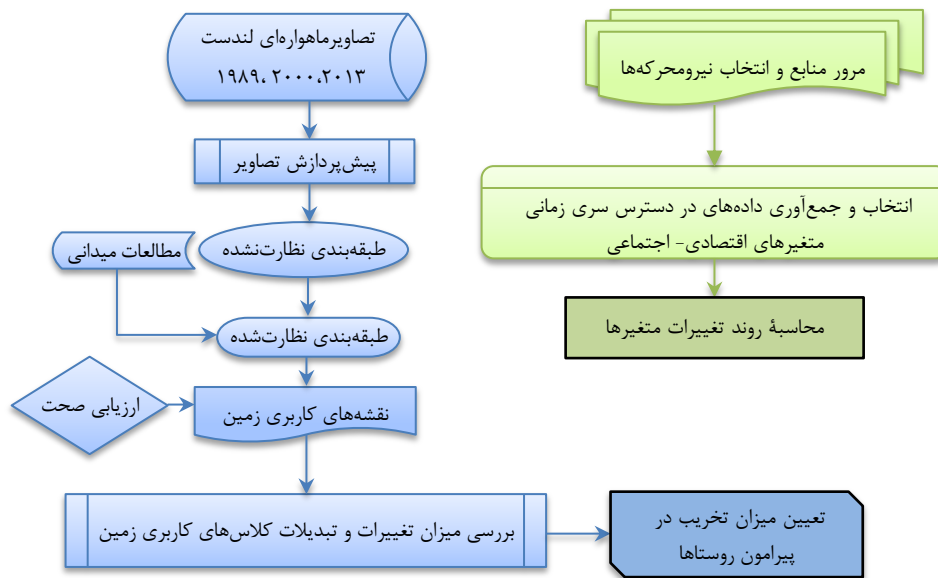 تصاویرماهواره‌ای لندست
۱۹۸۹، ۲۰۰۰،۲۰۱۳
پیش‌پردازش تصاویر
طبقه‌بندی نظارت‌نشده
مطالعات میدانی
طبقه‌بندی نظارت‌شده
ارزیابی صحت
نقشه‌های کاربری زمین
بررسی میزان تغییرات و تبدیلات کلاس‌های کاربری زمین
تعیین میزان تخریب در
پیرامون روستاها
مرور منابع و انتخاب نیرومحرکه‌ها
انتخاب و جمع‌آوری داده‌های در دسترس سری زمانی
متغیرهای اقتصادی- اجتماعی
محاسبۀ روند تغییرات متغیرها